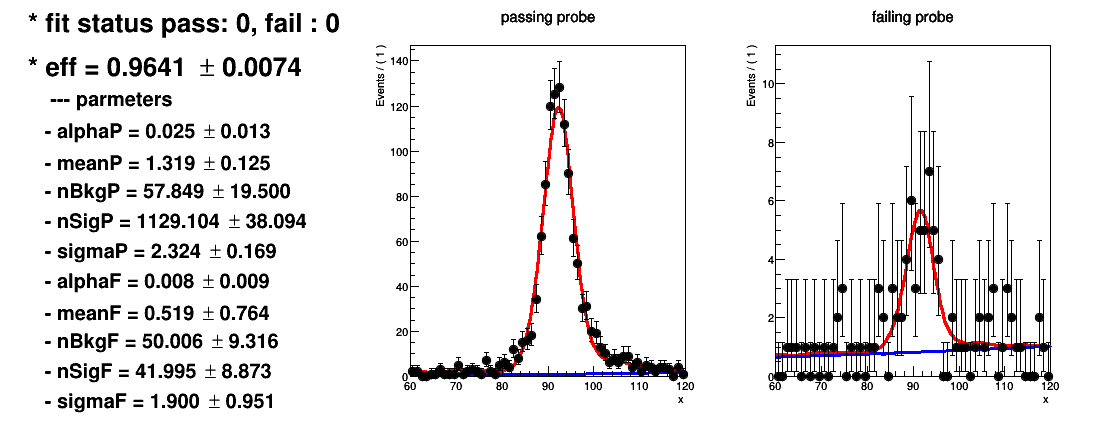 * fit status pass: 0, fail : 0
* eff = 0.9641 ± 0.0074
--- parmeters
- alphaP = 0.025 ± 0.013
- meanP = 1.319 ± 0.125
- nBkgP = 57.849 ± 19.500
- nSigP = 1129.104 ± 38.094
- sigmaP = 2.324 ± 0.169
- alphaF = 0.008 ± 0.009
- meanF = 0.519 ± 0.764
- nBkgF = 50.006 ± 9.316
- nSigF = 41.995 ± 8.873
- sigmaF = 1.900 ± 0.951
passing probe
Events / ( 1 )
140
120
100
80
60
40
20
0
60 70 80 90 100 110 120
x
failing probe
Events / ( 1 )
10
8
6
4
2
0
60 70 80 90 100 110 120
x